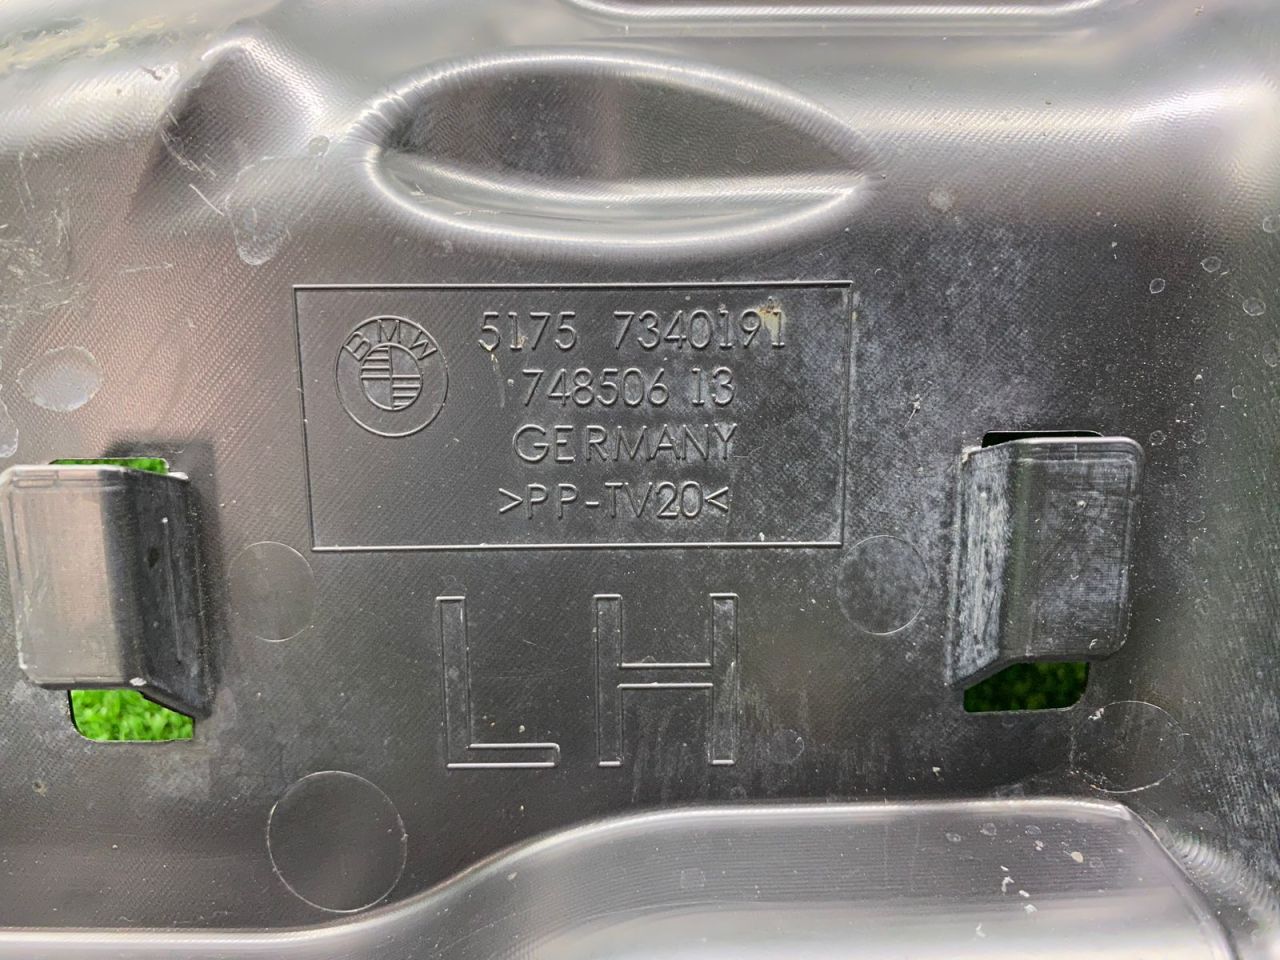 BMW
5175 7340191
748506 13
GERMANY
>PP-TV20<
LH